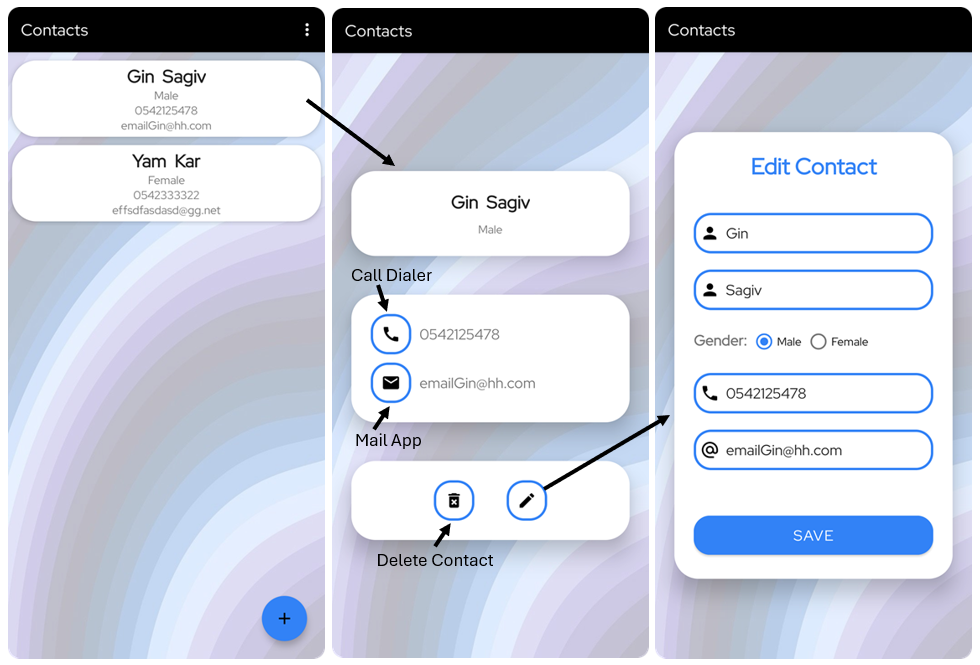 Contacts
Gin Sagiv
Male
0542125478
emailGin@hh.com
Yam Kar
Female
0542333322
effsdfasdasd@gg.net
+
Contacts
Gin Sagiv
Male
Call Dialer
0542125478
emailGin@hh.com
Mail App
Delete Contact
Contacts
Edit Contact
Gin
Sagiv
Gender: Male Female
0542125478
@ emailGin@hh.com
SAVE